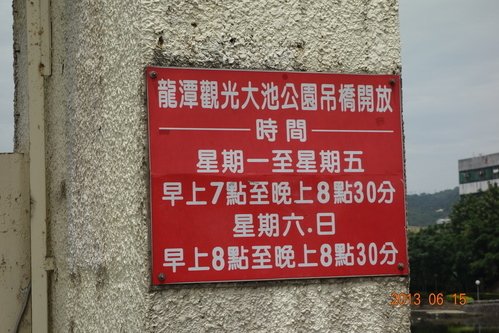 龍潭觀光大池公園吊橋開放
時間
星期一至星期五
早上7點至晚上8點30分
星期六.日
早上8點至晚上8點30分
2013 06 15